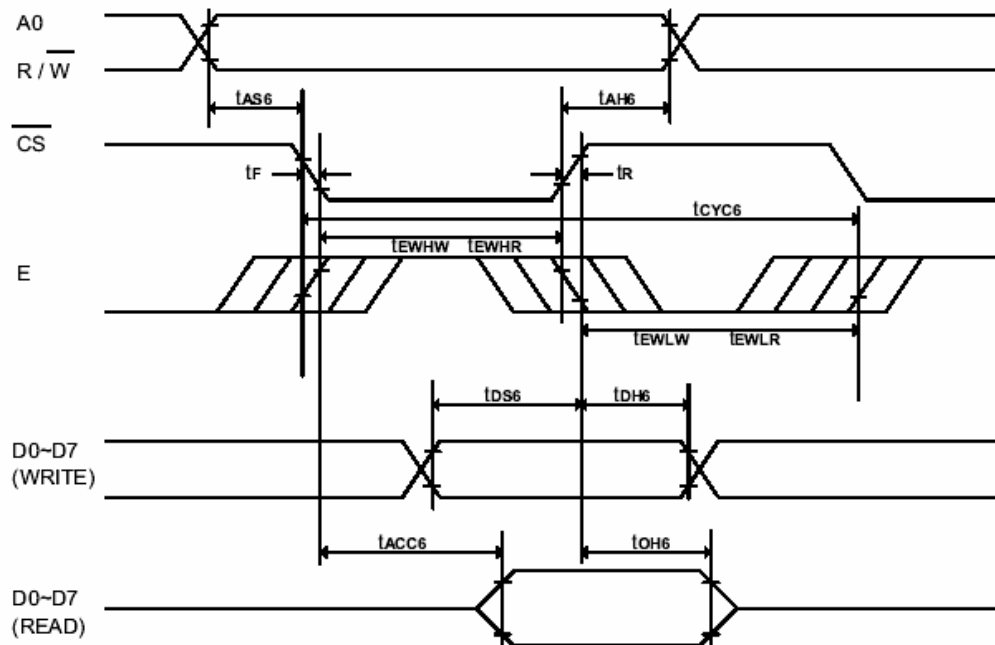 A0
R / W
tAS6 tAH6
CS
tF tR
tCYC6
tEWHW tEWHR
E
tEWLW tEWLR
tDS6 tDH6
D0~D7
(WRITE)
tACC6 tOH6
D0~D7
(READ)